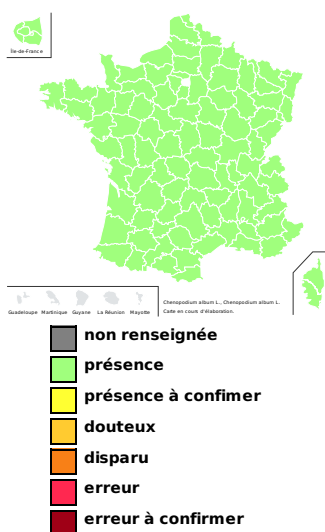 Île-de-France
Guadeloupe Martinique Guyane La Réunion Mayotte
Chenopodium album L., Chenopodium album L.
Carte en cours d'élaboration.
non renseignée
présence
présence à confimer
douteux
disparu
erreur
erreur à confirmer